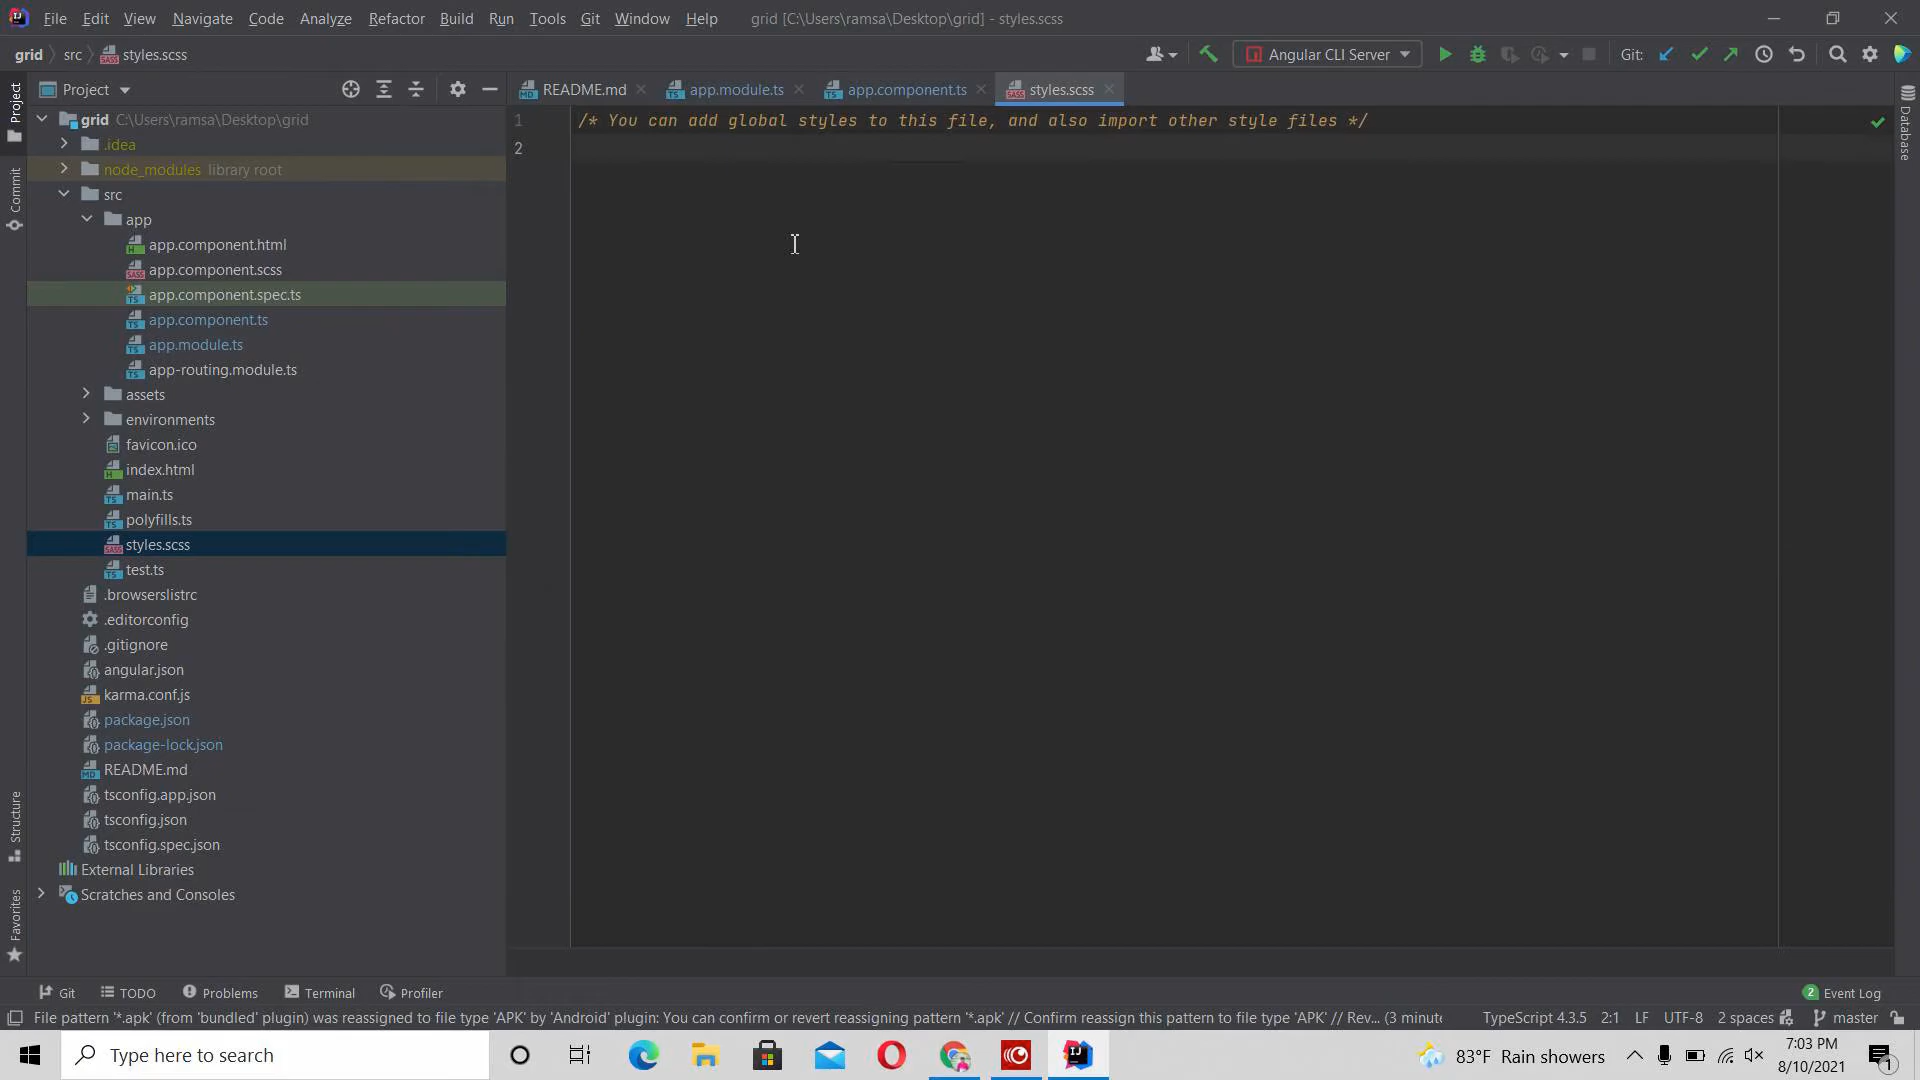 File Edit View Navigate Code Analyze Refactor Build Run Tools Git Window Help grid [C:\Users\ramsa\Desktop\grid] - styles.scss
grid src styles.scss Angular CLI Server Git:
Project README.md app.module.ts app.component.ts styles.scss
Project
Commit
Structure
Favorites
grid C:\Users\ramsa\Desktop\grid
.idea
node_modules library root
src
app
app.component.html
app.component.scss
app.component.spec.ts
app.component.ts
app.module.ts
app-routing.module.ts
assets
environments
favicon.ico
index.html
main.ts
polyfills.ts
styles.scss
test.ts
.browserslistrc
.editorconfig
.gitignore
angular.json
karma.conf.js
package.json
package-lock.json
README.md
tsconfig.app.json
tsconfig.json
tsconfig.spec.json
External Libraries
Scratches and Consoles
1 /* You can add global styles to this file, and also import other style files */
2
Database
Git TODO Problems Terminal Profiler 2 Event Log
File pattern '*.apk' (from 'bundled' plugin) was reassigned to file type 'APK' by 'Android' plugin: You can confirm or revert reassigning pattern '*.apk' // Confirm reassign this pattern to file type 'APK' // Rev... (3 minute TypeScript 4.3.5 2:1 LF UTF-8 2 spaces master
Type here to search 83°F Rain showers 7:03 PM
8/10/2021 1